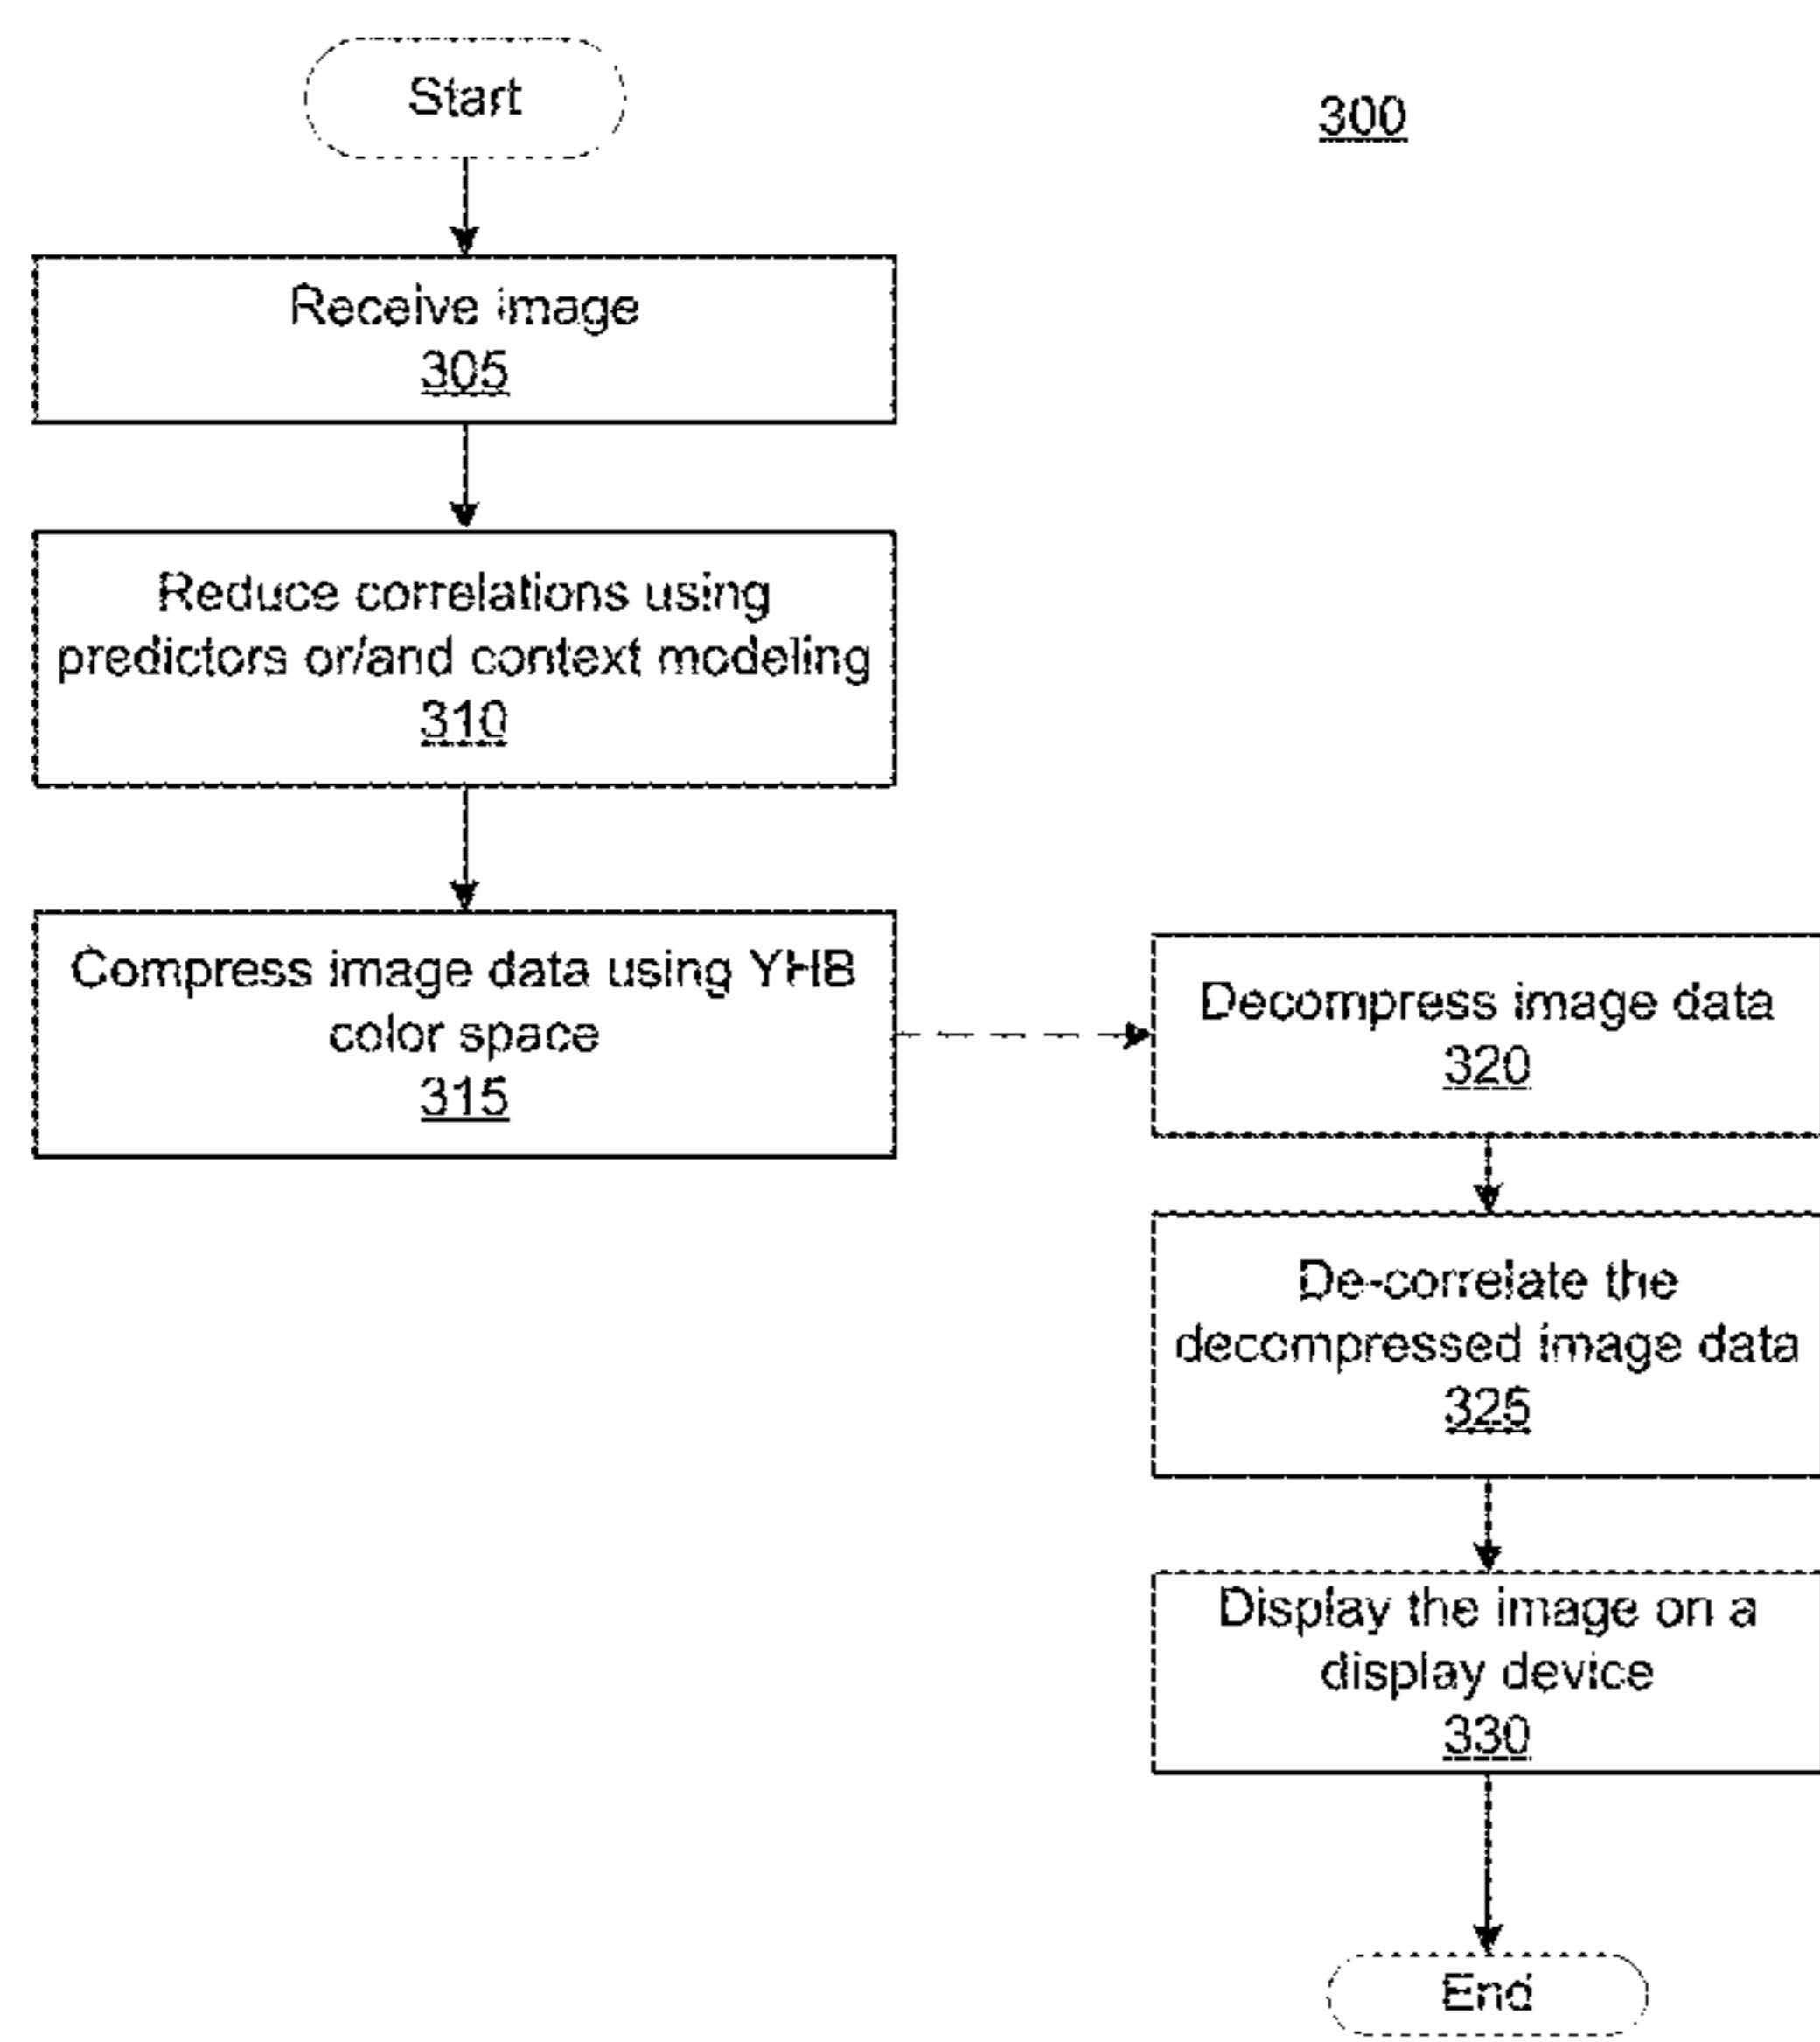 Start
300
Receive image
305
Reduce correlations using
predictors or/and context modeling
310
Compress image data using YHB
color space
315
Decompress image data
320
De-correlate the
decompressed image data
325
Display the image on a
display device
330
End